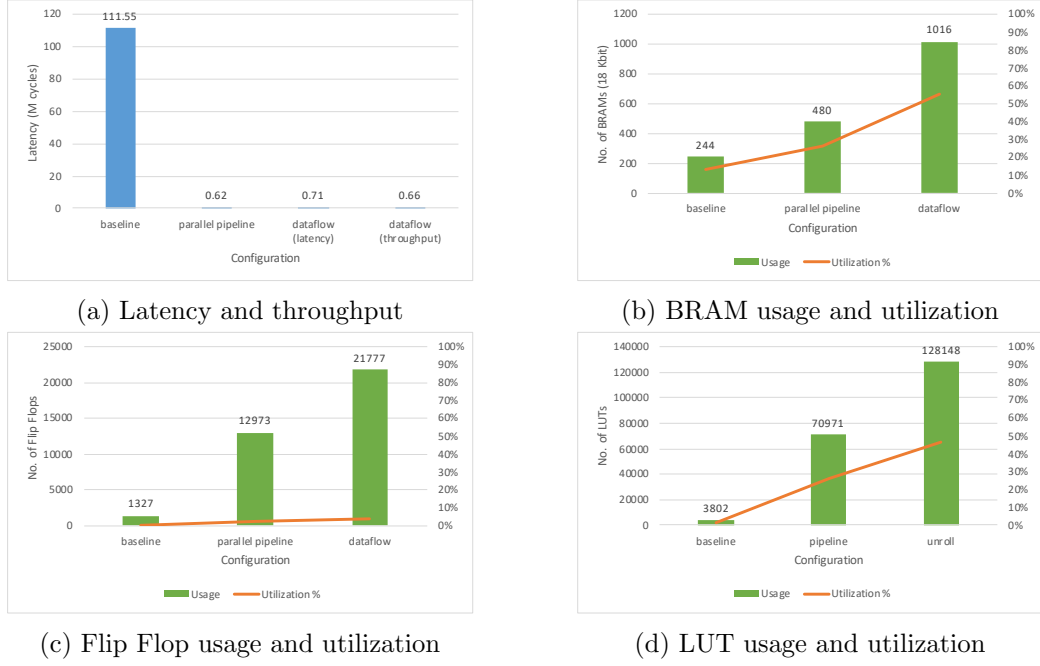 120
111.55
100
80
60
40
20
0
Latency (M cycles)
0.62
0.71
0.66
baseline
parallel pipeline
dataflow (latency)
dataflow (throughput)
Configuration
(a) Latency and throughput
1200
1000
800
600
400
200
0
No. of BRAMs (18 Kbit)
244
480
1016
100%
90%
80%
70%
60%
50%
40%
30%
20%
10%
0%
baseline
parallel pipeline
dataflow
Configuration
Usage
Utilization %
(b) BRAM usage and utilization
25000
20000
15000
10000
5000
0
No. of Flip Flops
1327
12973
21777
100%
90%
80%
70%
60%
50%
40%
30%
20%
10%
0%
baseline
parallel pipeline
dataflow
Configuration
Usage
Utilization %
(c) Flip Flop usage and utilization
140000
120000
100000
80000
60000
40000
20000
0
No. of LUTs
3802
70971
128148
100%
90%
80%
70%
60%
50%
40%
30%
20%
10%
0%
baseline
pipeline
unroll
Configuration
Usage
Utilization %
(d) LUT usage and utilization